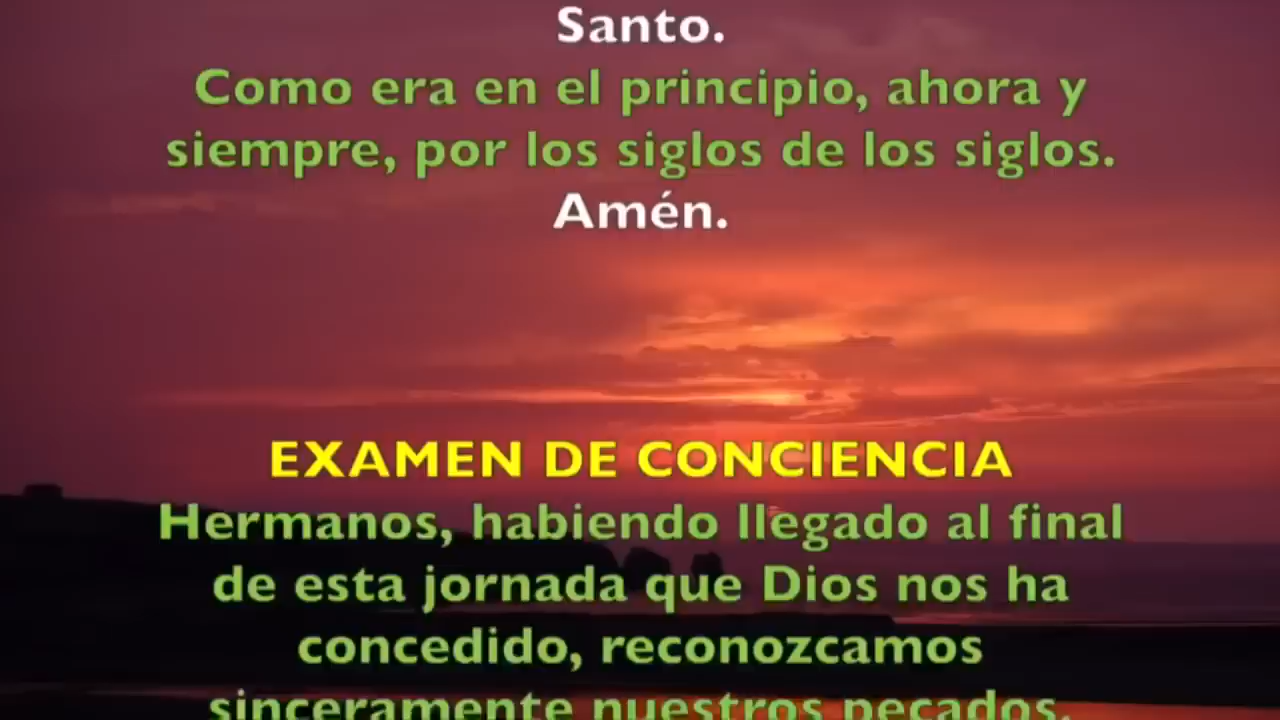 Santo.
Como era en el principio, ahora y
siempre, por los siglos de los siglos.
Amén.
EXAMEN DE CONCIENCIA
Hermanos, habiendo llegado al final
de esta jornada que Dios nos ha
concedido, reconozcamos
sinceramente nuestros pecados.